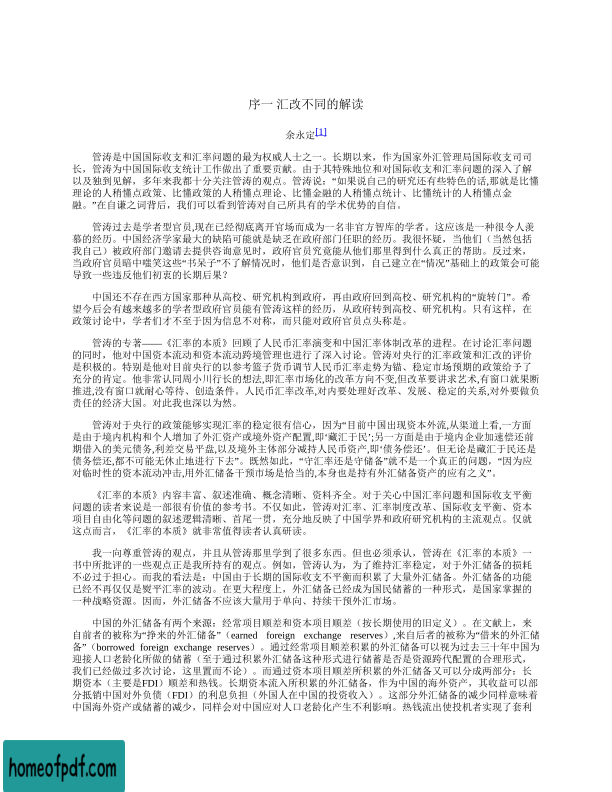 序一 汇改不同的解读
余永定[1]
管涛是中国国际收支和汇率问题的最为权威人士之一。长期以来，作为国家外汇管理局国际收支司司
长，管涛为中国国收支统计工作做出了重要贡献。由于其特殊地位和对国际收支和汇率问题的深入了解
以及独到见解，多年来我都十分关注管涛的观点。管涛说：“如果说自己的研究还有些特色的话,那就是比懂
理论的人稍懂点政策、比懂政策的人稍懂点理论、比懂金融的人稍懂点统计、比懂统计的人稍懂点金
融。”在自谦之词背后，我们可以看到管涛对自己所具有的学术优势的自信。
管涛过去是学者型官员,现在已经彻底离开官场而成为一名非官方智库的学者。这应该是一种很令人羡
慕的经历。中国经济学家最大的缺陷可能就是缺乏在政府部门任职的经历。我很怀疑，当他们（当然包括
我自己）被政府部门邀请去提供咨询意见时，政府官员究竟能从他们那里得到什么真正的帮助。反过来，
当政府官员暗中嗤笑这些“书呆子”不了解情况时，他们是否意识到，自己建立在“情况”基础上的政策会可能
导致一些违反他们初衷的长期后果?
中国还不存在西方国家那种从高校、研究机构到政府，再由政府回到高校、研究机构的“旋转门”。希
望今后会有越来越多的学者型政府官员能有管涛这样的经历，从政府转到高校、研究机构。只有这样，在
政策讨论中，学者们才不至于因为信息不对称，而只能对政府官员点头称是。
管涛的专著——《汇率的本质》回顾了人民币汇率演变和中国汇率体制改革的进程。在讨论汇率问题
的同时，他对中国资本流动和资本流动跨境管理也进行了深入讨论。管涛对央行的汇率政策和汇改的评价
是积极的。特别是他对目前央行的以参考篮子货币调节人民币汇率走势为锚、稳定市场预期的政策给予了
充分的肯定。他非常认同周小川行长的想法,即汇率市场化的改革方向不变,但改革要讲求艺术,有窗口就果断
推进,没有窗口就耐心等待、创造条件。人民币汇率改革,对内要处理好改革、发展、稳定的关系,对外要做负
责任的经济大国。对此我也深以为然。
管涛对于央行的政策能够实现汇率的稳定很有信心，因为“目前中国出现资本外流,从渠道上看,一方面
是由于境内机构和个人增加了外汇资产或境外资产配置,即‘藏汇于民’;另一方面是由于境内企业加速偿还前
期借入的美元债务,利差交易平盘,以及境外主体部分减持人民币资产,即‘债务偿还’。但无论是藏汇于民还是
债务偿还,都不可能无休止地进行下去”。既然如此，“守汇率还是守储备”就不是一个真正的问题，“因为应
对临时性的资本流动冲击,用外汇储备干预市场是恰当的,本身也是持有外汇储备资产的应有之义”。
《汇率的本质》内容丰富、叙述准确、概念清晰、资料齐全。对于关心中国汇率问题和国际收支平衡
问题的读者来说是一部很有价值的参考书。不仅如此，管涛对汇率、汇率制度改革、国际收支平衡、资本
项目自由化等问题的叙述逻辑清晰、首尾一贯，充分地反映了中国学界和政府研究机构的主流观点。仅就
这点而言，《汇率的本质》就非常值得读者认真研读。
我一向尊重管涛的观点，并且从管涛那里学到了很多东西。但也必须承认，管涛在《汇率的本质》一
书中所批评的一些观点正是我所持有的观点。例如，管涛认为，为了维持汇率稳定，对于外汇储备的损耗
不必过于担心。而我的看法是：中国由于长期的国际收支不平衡而积累了大量外汇储备。外汇储备的功能
已经不再仅仅是熨平汇率的波动。在更大程度上，外汇储备已经成为国民储蓄的一种形式，是国家掌握的
一种战略资源。因而，外汇储备不应该大量用于单向、持续干预外汇市场。
中国的外汇储备有两个来源：经常项目顺差和资本项目顺差（按长期使用的旧定义）。在文献上，来
自前者的被称为“挣来的外汇储备”（earned foreign exchange reserves）,来自后者的被称为“借来的外汇储
备”（borrowed foreign exchange reserves）。通过经常项目顺差积累的外汇储备可以视为过去三十年中国为
迎接人口老龄化所做的储蓄（至于通过积累外汇储备这种形式进行储蓄是否是资源跨代配置的合理形式，
我们已经做过多次讨论，这里置而不论）。而通过资本项目顺差所积累的外汇储备又可以分成两部分：长
期资本（主要是FDI）顺差和热钱。长期资本流入所积累的外汇储备，作为中国的海外资产，其收益可以部
分抵销中国对外负债（FDI）的利息负担（外国人在中国的投资收入）。这部分外汇储备的减少同样意味着
中国海外资产或储蓄的减少，同样会对中国应对人口老龄化产生不利影响。热钱流出使投机者实现了套利
homeofpdf.com